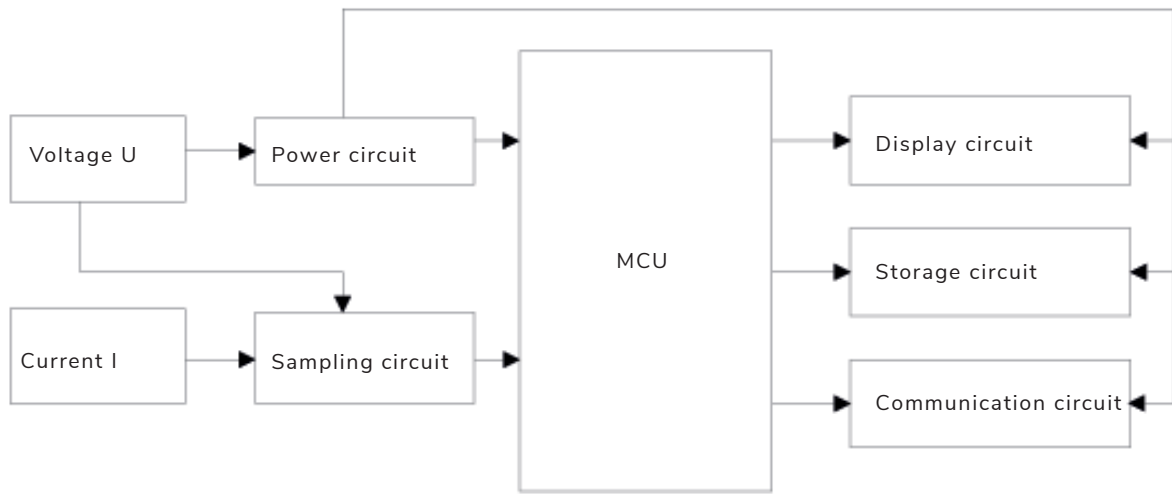 Voltage U
Power circuit
Display circuit
MCU
Storage circuit
Current I
Sampling circuit
Communication circuit